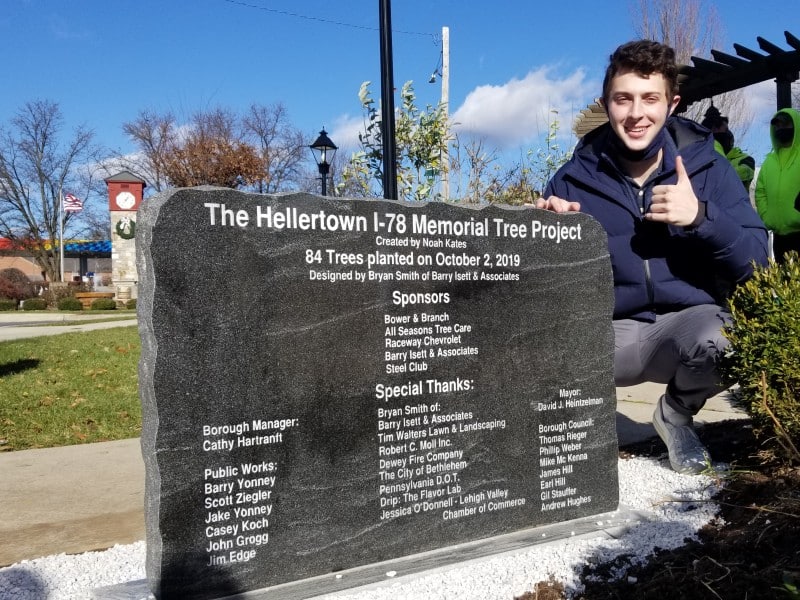 The Hellertown I-78 Memorial Tree Project
Created by Noah Kates
84 Trees planted on October 2, 2019
Designed by Bryan Smith of Barry Isett & Associates
Sponsors
Bower & Branch
All Seasons Tree Care
Raceway Chevrolet
Barry Isett & Associates
Steel Club
Borough Manager:
Cathy Hartranft
Public Works:
Barry Yonney
Scott Ziegler
Jake Yonney
Casey Koch
John Grogg
Jim Edge
Special Thanks:
Bryan Smith of:
Barry Isett & Associates
Tim Walters Lawn & Landscaping
Robert C. Moll Inc.
Dewey Fire Company
The City of Bethlehem
Pennsylvania D.O.T.
Drip: The Flavor Lab
Jessica O'Donnell - Lehigh Valley
Chamber of Commerce
Mayor:
David J. Heintzelman
Borough Council:
Thomas Rieger
Phillip Weber
Mike Mc Kenna
James Hill
Earl Hill
Gil Stauffer
Andrew Hughes